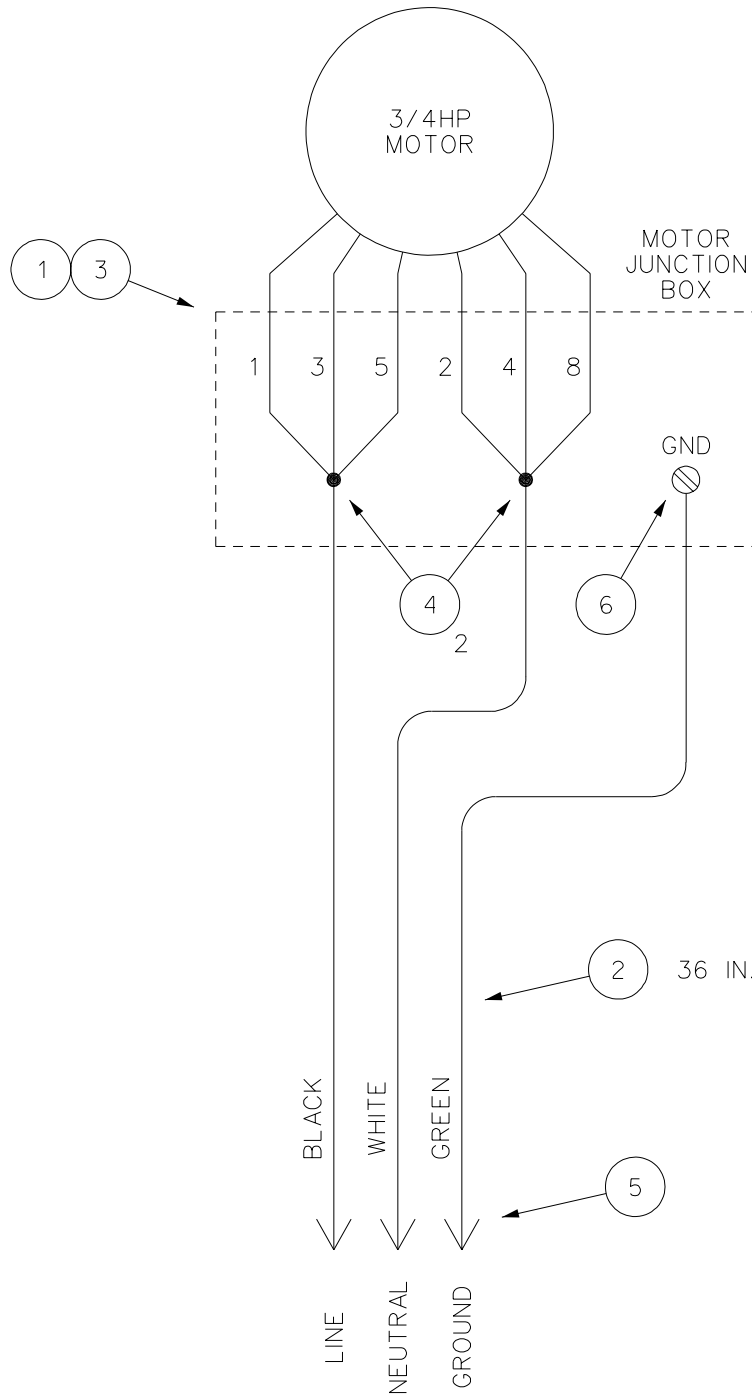 3/4HP
MOTOR
1 3
MOTOR
JUNCTION
BOX
1 3 5 2 4 8
GND
4
2
6
2 36 IN.
BLACK
WHITE
GREEN
5
LINE
NEUTRAL
GROUND